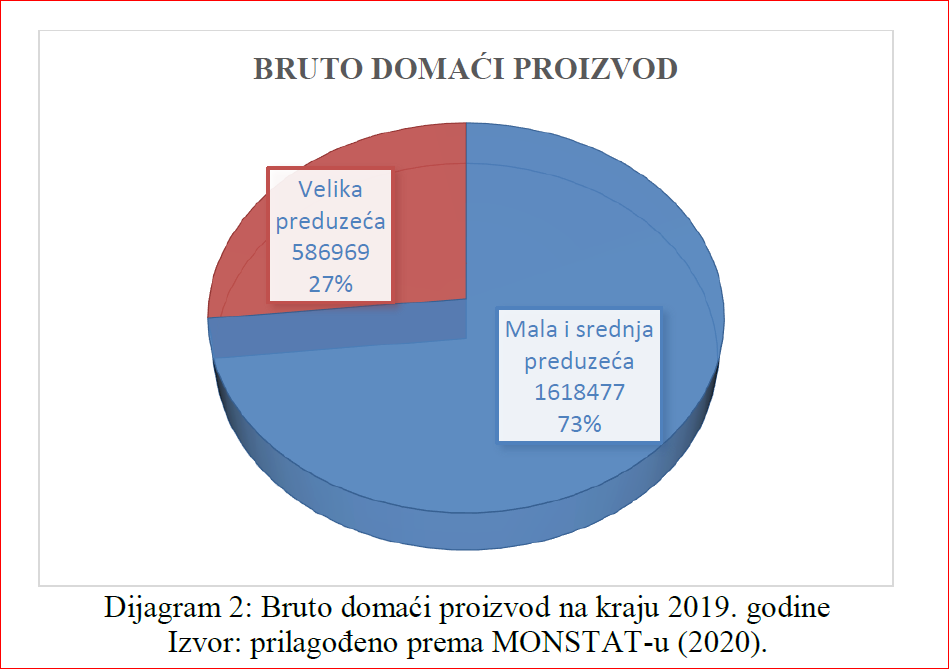 BRUTO DOMAĆI PROIZVOD
Velika
preduzeća
586969
27%
Mala i srednja
preduzeća
1618477
73%
Dijagram 2: Bruto domaći proizvod na kraju 2019. godine
Izvor: prilagođeno prema MONSTAT-u (2020).